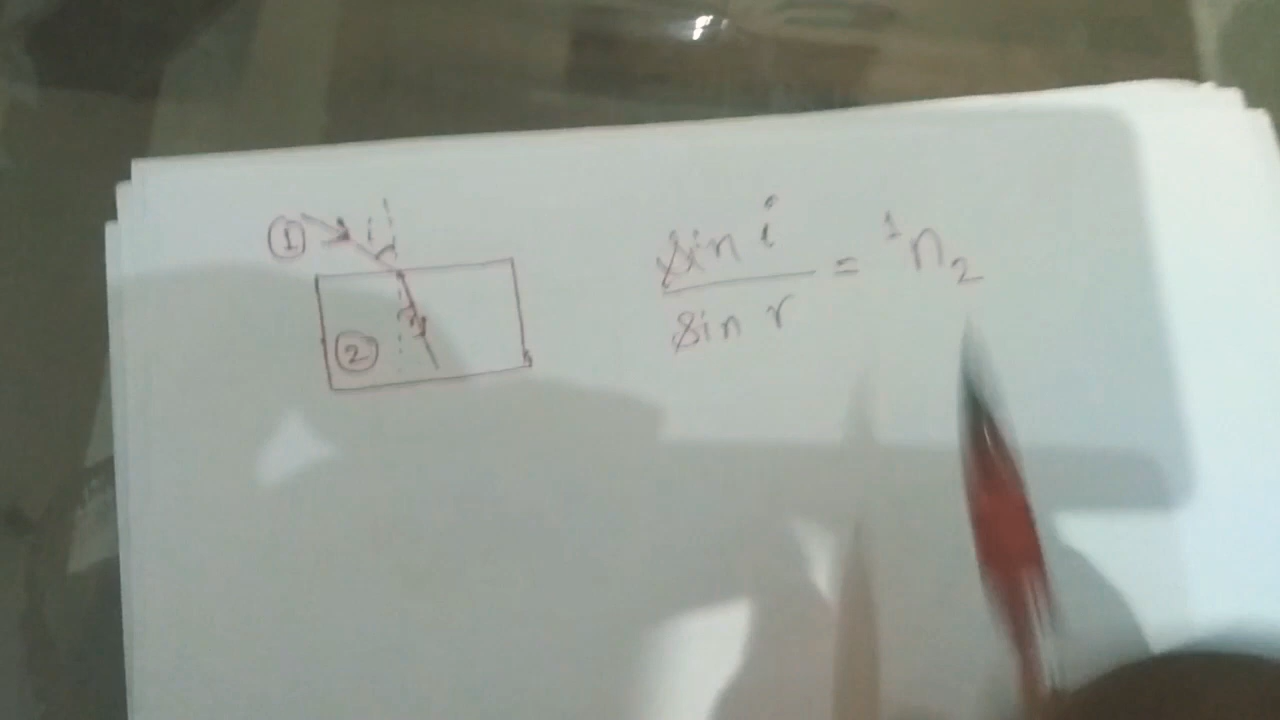 ① i
r
②
sin i / sin r = ¹n₂